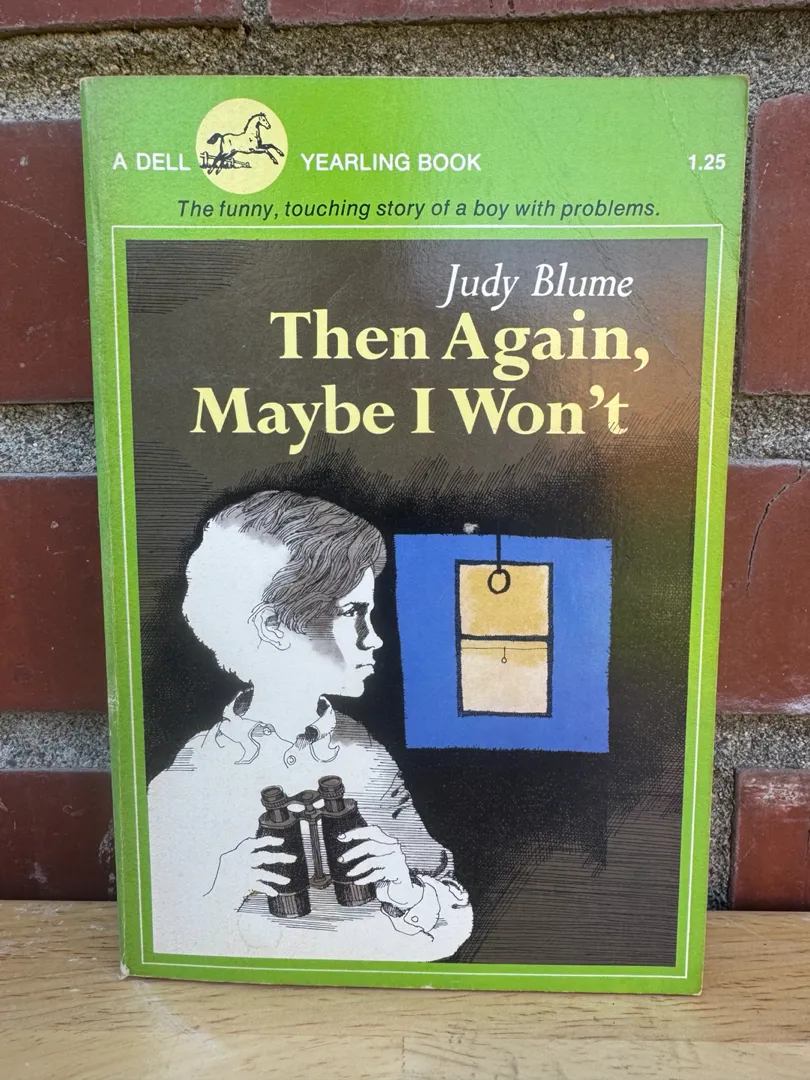 A DELL YEARLING BOOK 1.25
The funny, touching story of a boy with problems.
Judy Blume
Then Again,
Maybe I Won't